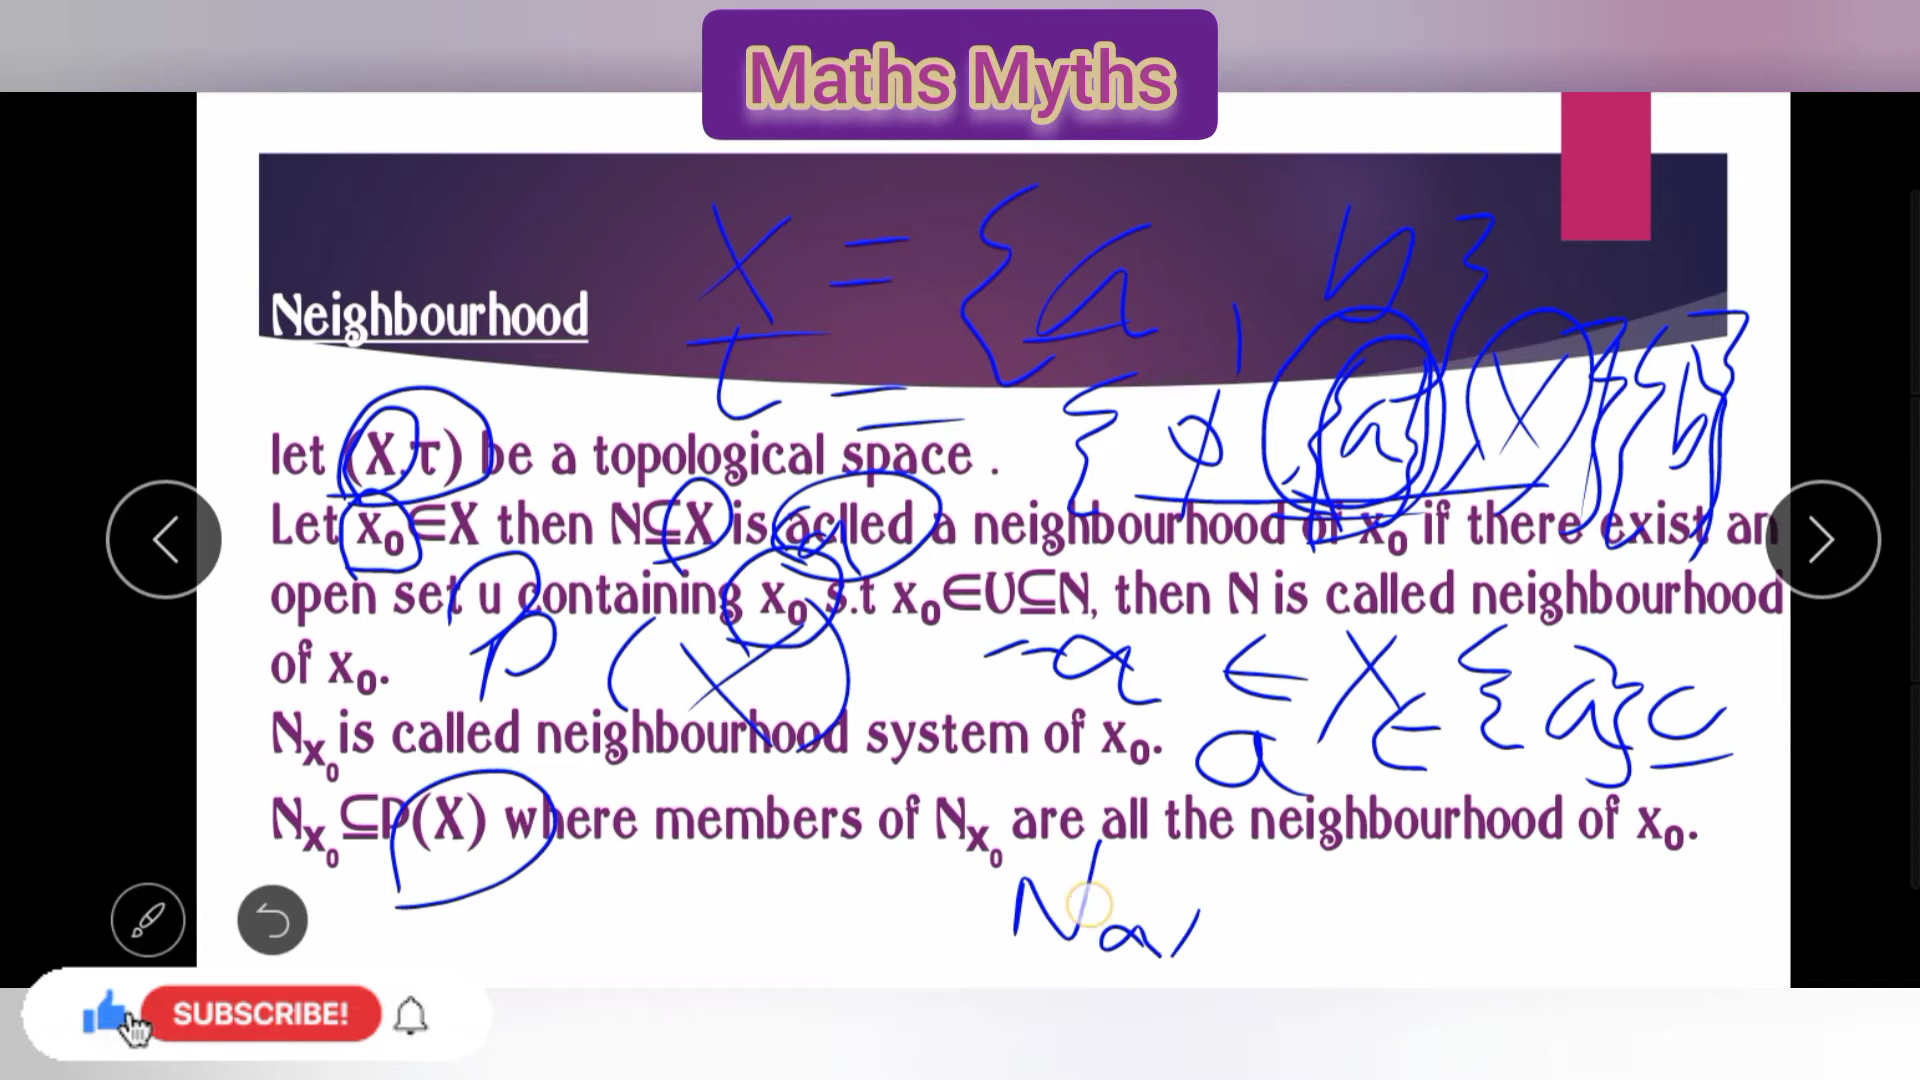 Maths Myths
X = {a, b}
Neighbourhood
τ = {ϕ, {a}, X} {b}
let (X,τ) be a topological space .
Let x₀∈X then N⊆X is aclled a neighbourhood of x₀ if there exist an
a
open set u containing x₀ s.t x₀∈U⊆N, then N is called neighbourhood
of x₀.
p(X) a ∈ X
a ∈ {a} ⊂
Nₓ₀ is called neighbourhood system of x₀.
Nₓ₀⊆P(X) where members of Nₓ₀ are all the neighbourhood of x₀.
Na
SUBSCRIBE!